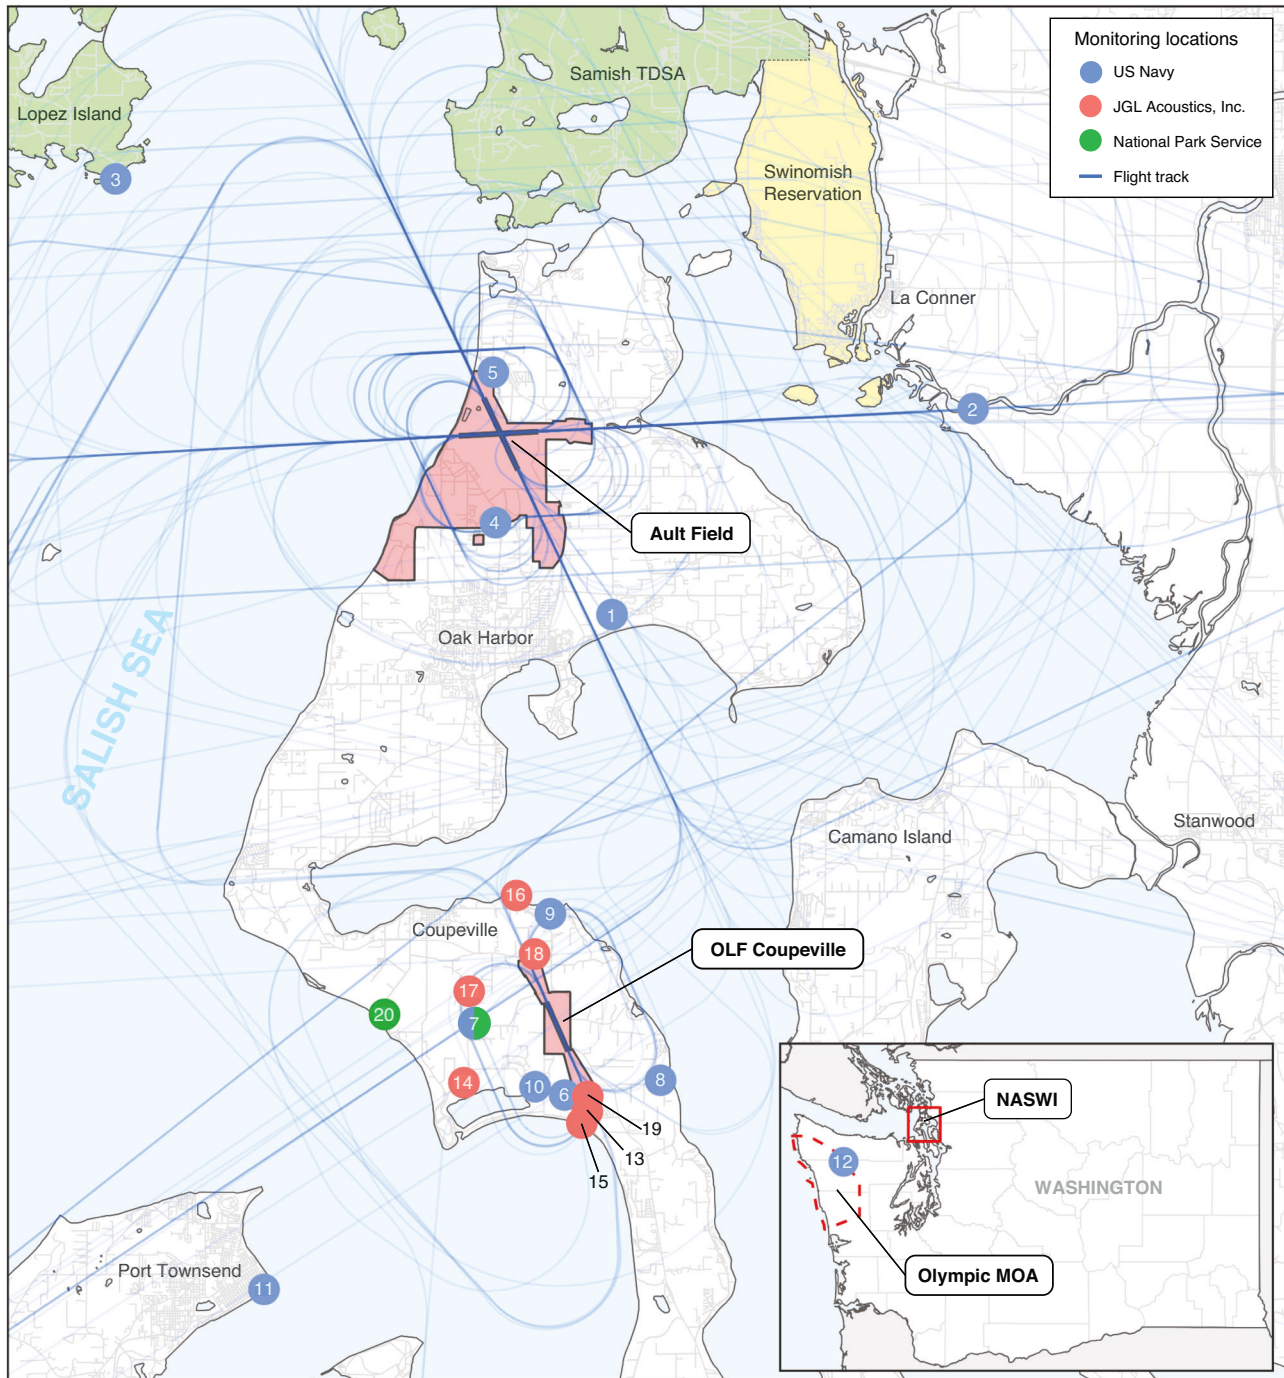 Monitoring locations
US Navy
JGL Acoustics, Inc.
National Park Service
Flight track
Samish TDSA
Lopez Island
3
Swinomish
Reservation
La Conner
5
2
4
Ault Field
1
Oak Harbor
SALISH SEA
Camano Island
Stanwood
16
9
Coupeville
18
OLF Coupeville
17
20
7
14
10
6
8
19
13
15
NASWI
12
WASHINGTON
Olympic MOA
Port Townsend
11